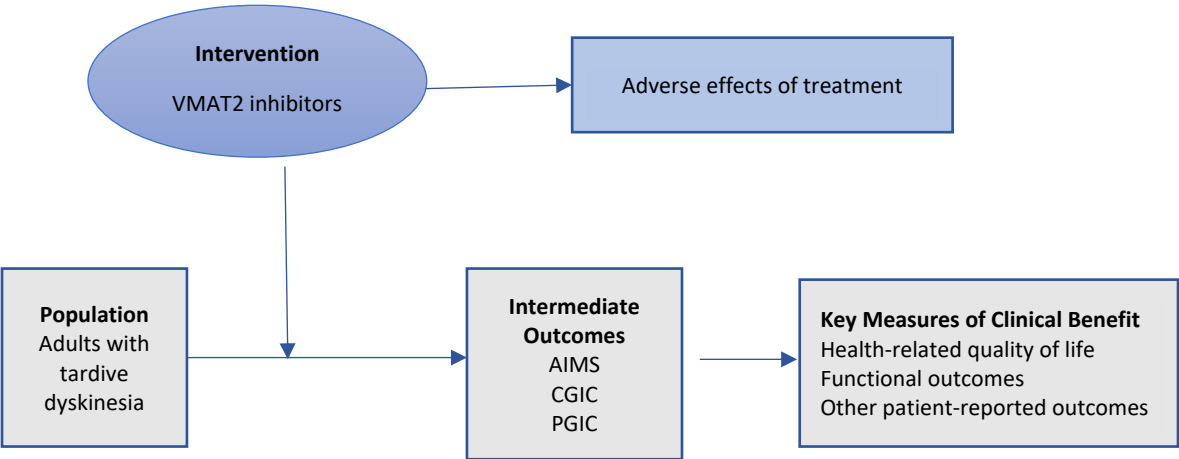 Intervention
VMAT2 inhibitors
Adverse effects of treatment
Population
Adults with
tardive
dyskinesia
Intermediate
Outcomes
AIMS
CGIC
PGIC
Key Measures of Clinical Benefit
Health-related quality of life
Functional outcomes
Other patient-reported outcomes